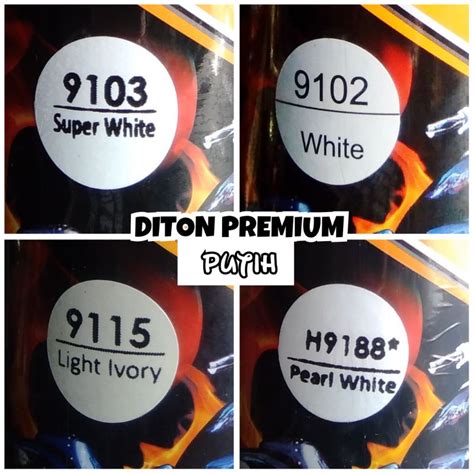 9103
Super White
9102
White
DITON PREMIUM
PUTIH
9115
Light Ivory
H9188*
Pearl White